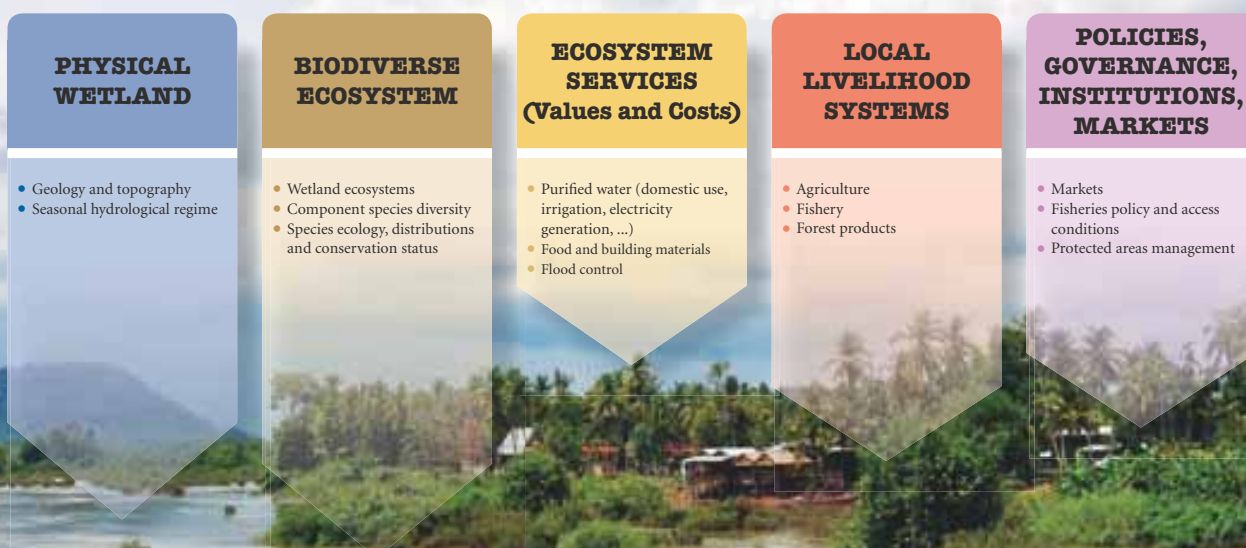 PHYSICAL
WETLAND
• Geology and topography
• Seasonal hydrological regime
BIODIVERSE
ECOSYSTEM
• Wetland ecosystems
• Component species diversity
• Species ecology, distributions
and conservation status
ECOSYSTEM
SERVICES
(Values and Costs)
• Purified water (domestic use,
irrigation, electricity
generation, ...)
• Food and building materials
• Flood control
LOCAL
LIVELIHOOD
SYSTEMS
• Agriculture
• Fishery
• Forest products
POLICIES,
GOVERNANCE,
INSTITUTIONS,
MARKETS
• Markets
• Fisheries policy and access
conditions
• Protected areas management